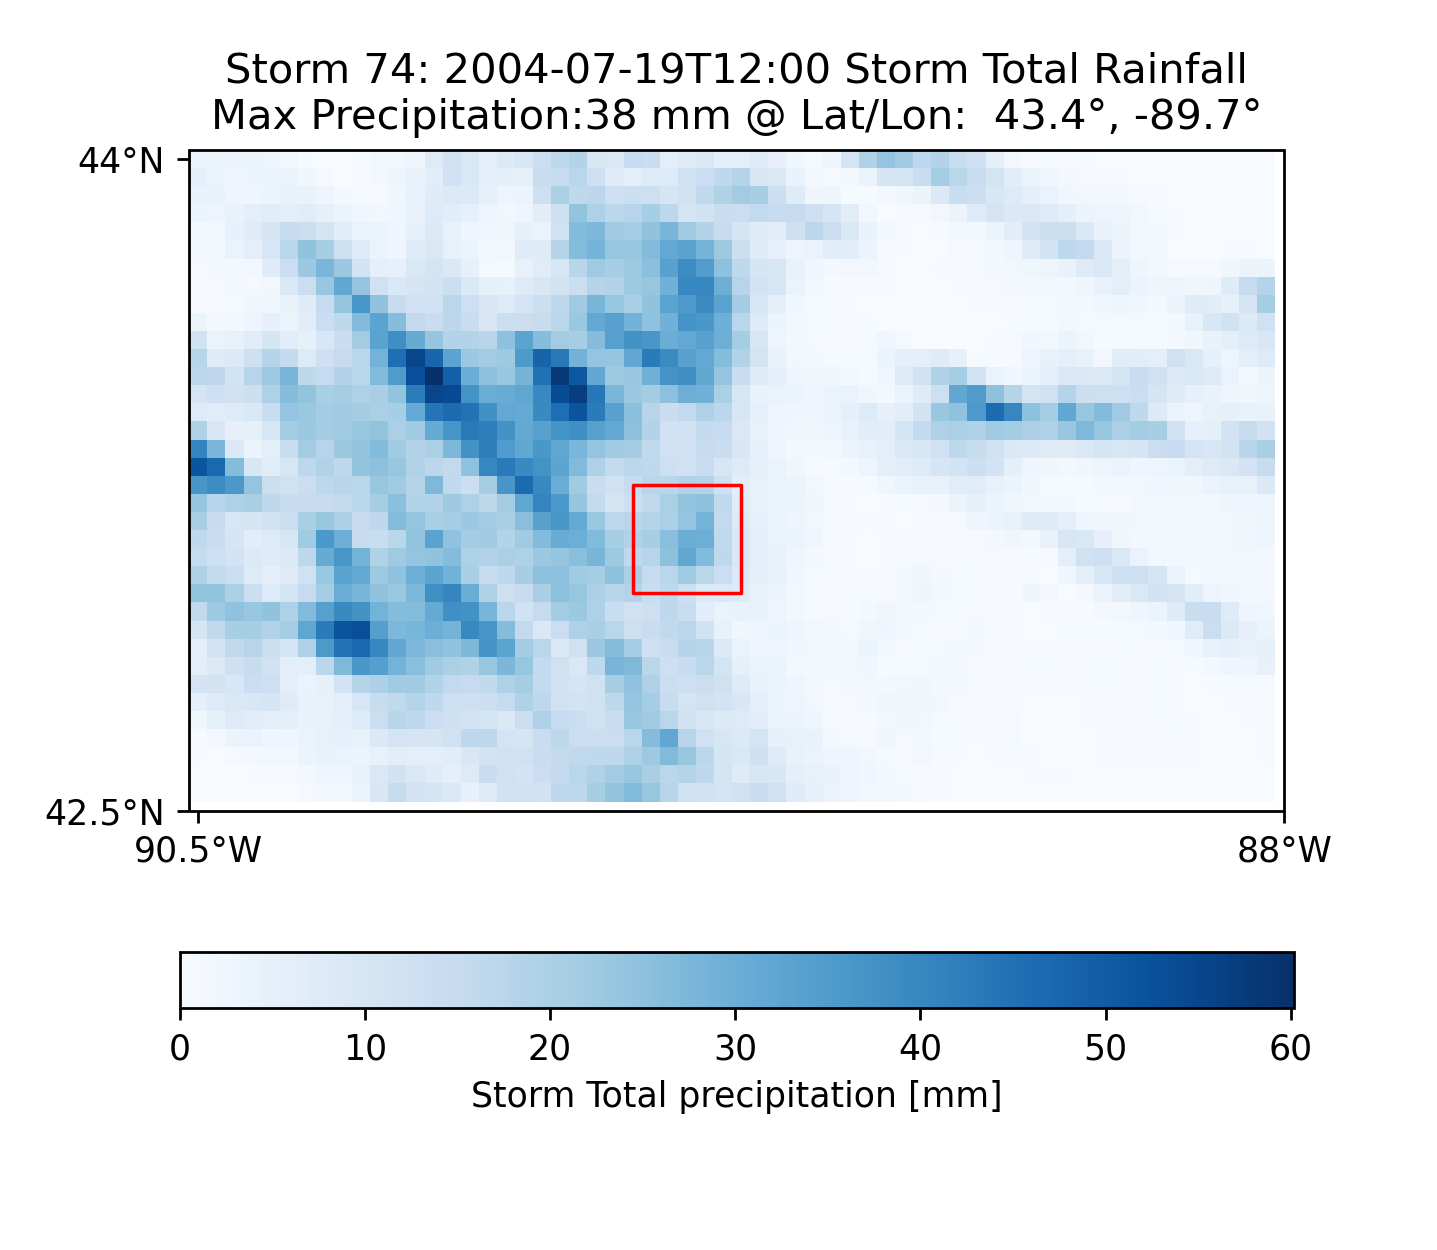 Storm 74: 2004-07-19T12:00 Storm Total Rainfall
Max Precipitation:38 mm @ Lat/Lon:  43.4°, -89.7°
44°N
42.5°N
90.5°W 88°W
0 10 20 30 40 50 60
Storm Total precipitation [mm]